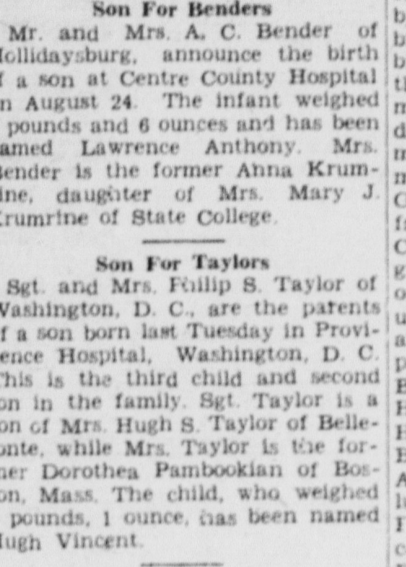 Son For Benders
Mr. and Mrs. A. C. Bender of
Hollidaysburg, announce the birth
of a son at Centre County Hospital
on August 24. The infant weighed
pounds and 6 ounces and has been
named Lawrence Anthony. Mrs.
Bender is the former Anna Krum-
rine, daughter of Mrs. Mary J.
Krumrine of State College.
Son For Taylors
Sgt. and Mrs. Philip S. Taylor of
Washington, D. C., are the parents
of a son born last Tuesday in Provi-
dence Hospital, Washington, D. C.
This is the third child and second
son in the family. Sgt. Taylor is a
son of Mrs. Hugh S. Taylor of Belle-
fonte, while Mrs. Taylor is the for-
mer Dorothea Pambookian of Bos-
ton, Mass. The child, who weighed
pounds, 1 ounce, has been named
Hugh Vincent.